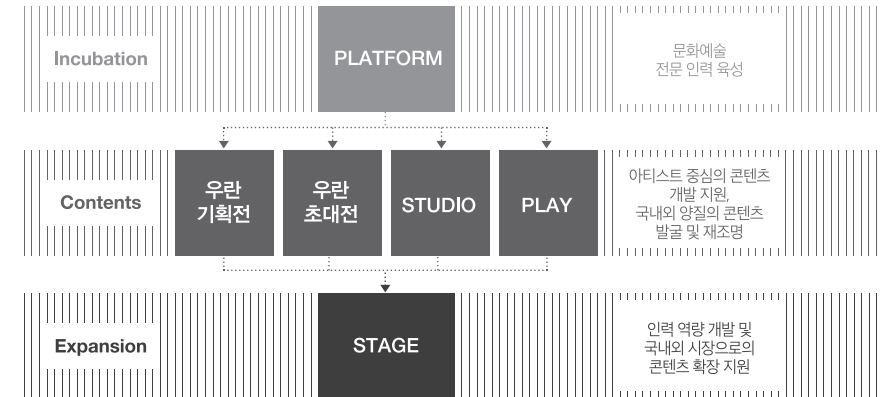 Incubation
PLATFORM
문화예술
전문 인력 육성
Contents
우란
기획전
우란
초대전
STUDIO
PLAY
아티스트 중심의 콘텐츠
개발 지원,
국내외 양질의 콘텐츠
발굴 및 재조명
Expansion
STAGE
인력 역량 개발 및
국내외 시장으로의
콘텐츠 확장 지원